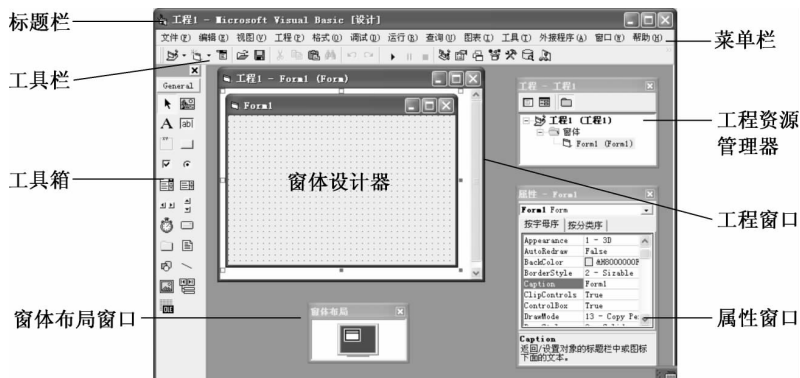 标题栏
工程1 - Microsoft Visual Basic [设计]
文件(F) 编辑(E) 视图(V) 工程(P) 格式(O) 调试(D) 运行(R) 查询(U) 图表(I) 工具(T) 外接程序(A) 窗口(W) 帮助(H)
菜单栏
工具栏
General
工程1 - Form1 (Form)
Form1
窗体设计器
工程 - 工程1
工程1 (工程1)
窗体
Form1 (Form1)
工程资源
管理器
工具箱
工程窗口
属性 - Form1
Form1 Form
按字母序 按分类序
Appearance 1 - 3D
AutoRedraw False
BackColor &H8000000F
BorderStyle 2 - Sizable
Caption Form1
ClipControls True
ControlBox True
DrawMode 13 - Copy Pe
Caption
返回/设置对象的标题栏中或图标
下面的文本。
属性窗口
窗体布局窗口
窗体布局